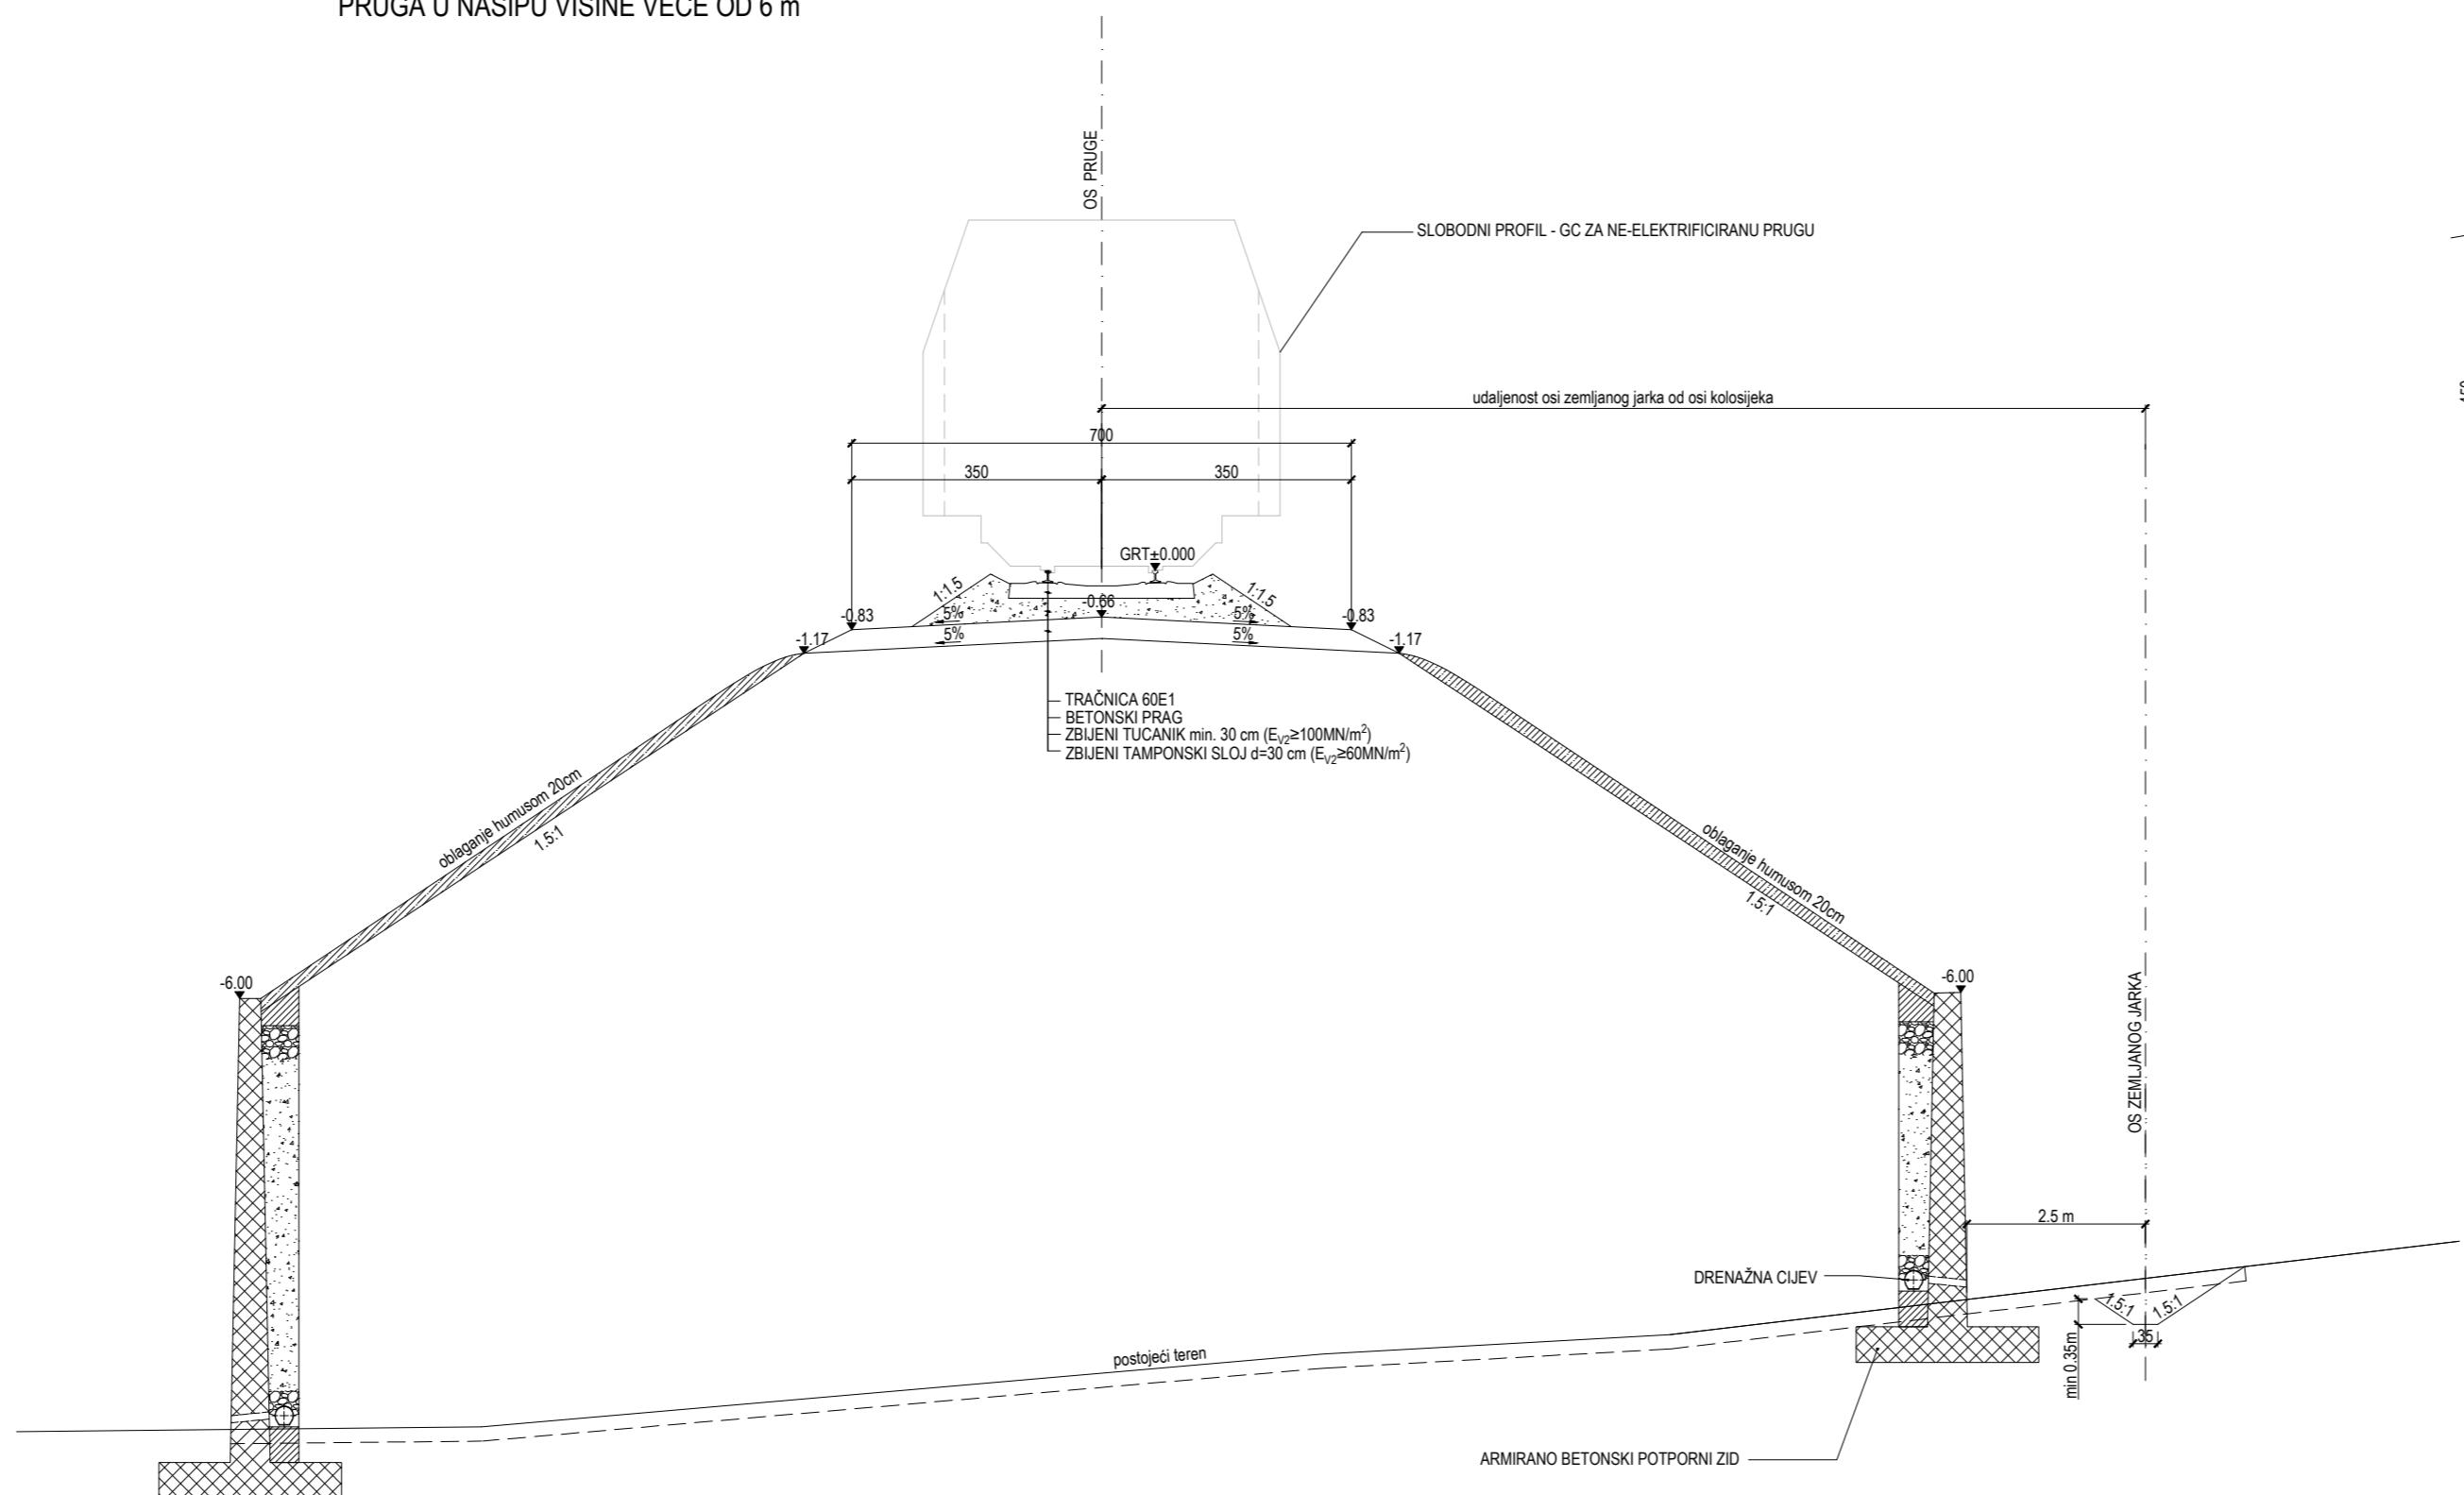 PRUGA U NASIPU VISINE VEĆE OD 6 m
OS PRUGE
SLOBODNI PROFIL - GC ZA NE-ELEKTRIFICIRANU PRUGU
udaljenost osi zemljanog jarka od osi kolosijeka
700
350
350
GRT±0.000
1:1.5
1:1.5
-0.83
5%
-0.66
5%
-0.83
-1.17
5%
5%
-1.17
TRAČNICA 60E1
BETONSKI PRAG
ZBIJENI TUCANIK min. 30 cm (EV2≥100MN/m²)
ZBIJENI TAMPONSKI SLOJ d=30 cm (EV2≥60MN/m²)
oblaganje humusom 20cm
1.5:1
oblaganje humusom 20cm
1.5:1
-6.00
-6.00
OS ZEMLJANOG JARKA
2.5 m
DRENAŽNA CIJEV
1.5:1
1.5:1
35
min 0.35m
postojeći teren
ARMIRANO BETONSKI POTPORNI ZID